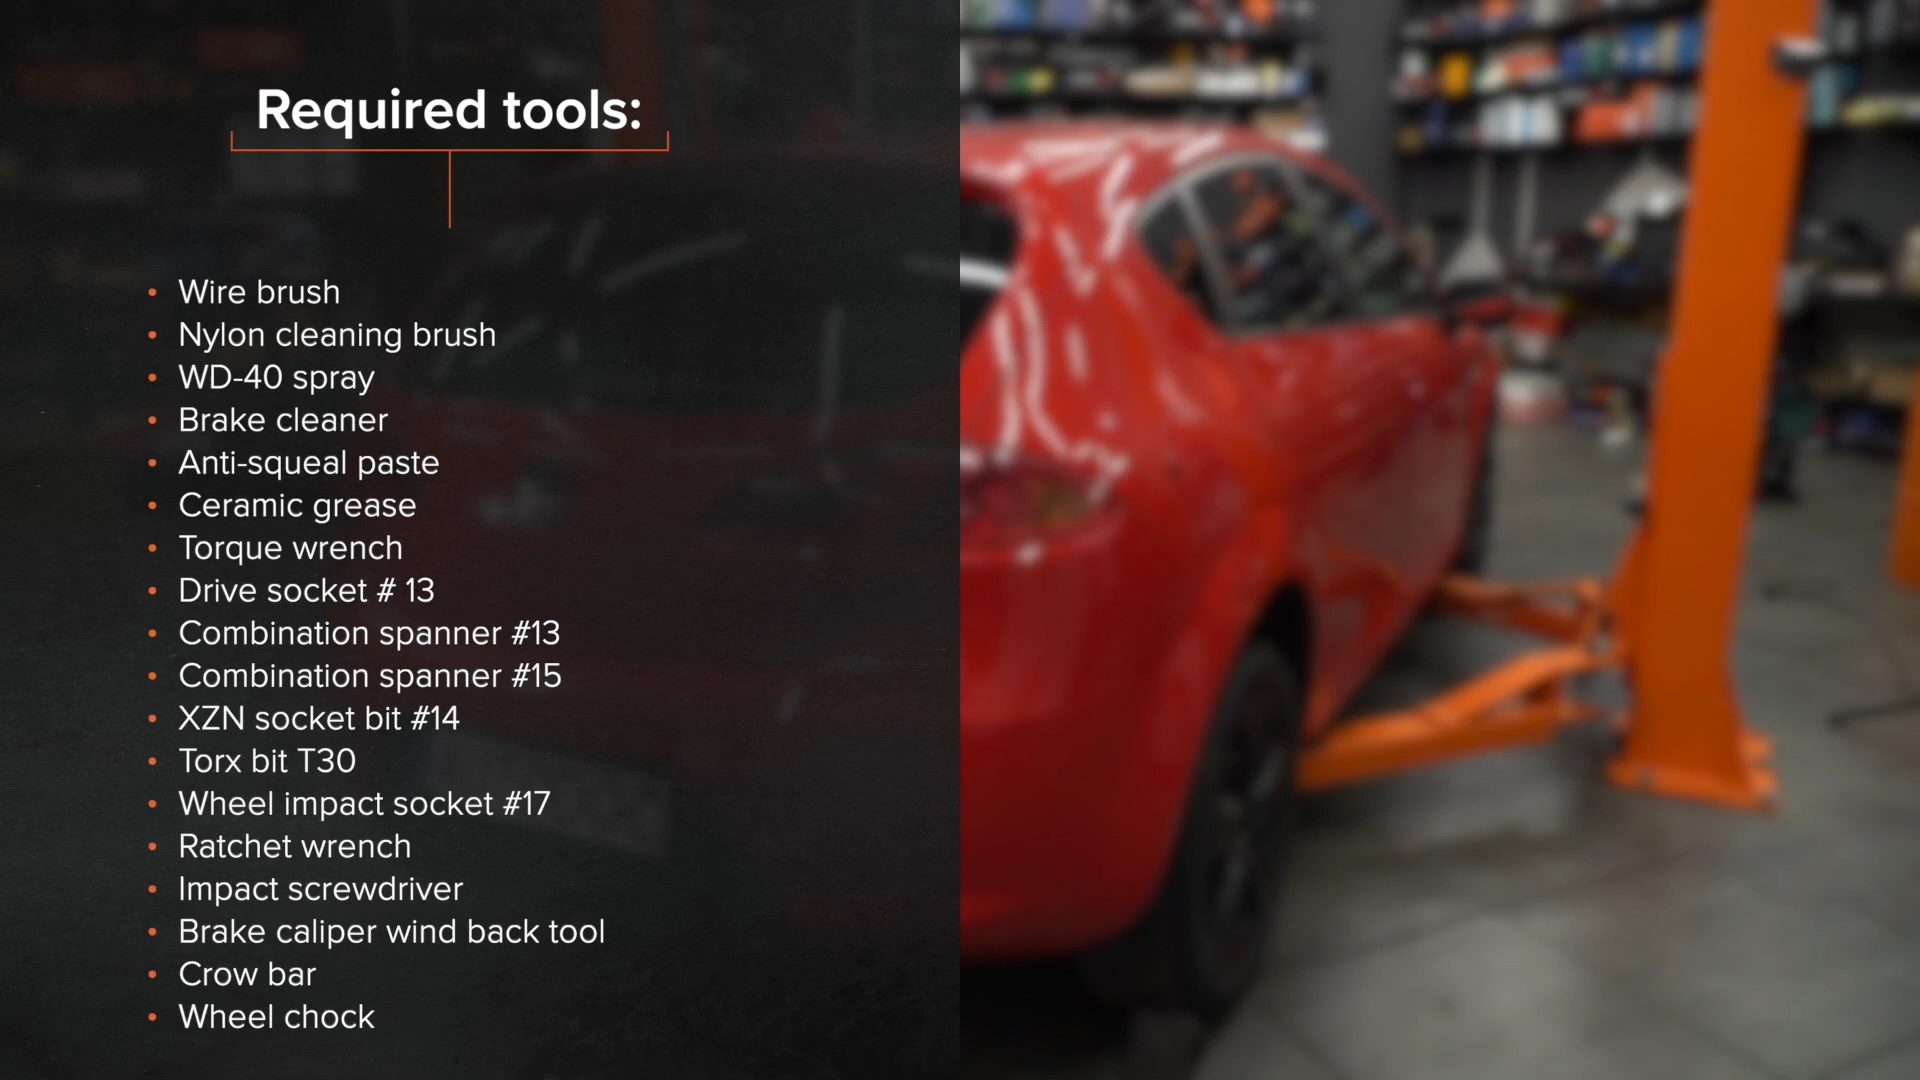 Required tools:
• Wire brush
• Nylon cleaning brush
• WD-40 spray
• Brake cleaner
• Anti-squeal paste
• Ceramic grease
• Torque wrench
• Drive socket # 13
• Combination spanner #13
• Combination spanner #15
• XZN socket bit #14
• Torx bit T30
• Wheel impact socket #17
• Ratchet wrench
• Impact screwdriver
• Brake caliper wind back tool
• Crow bar
• Wheel chock